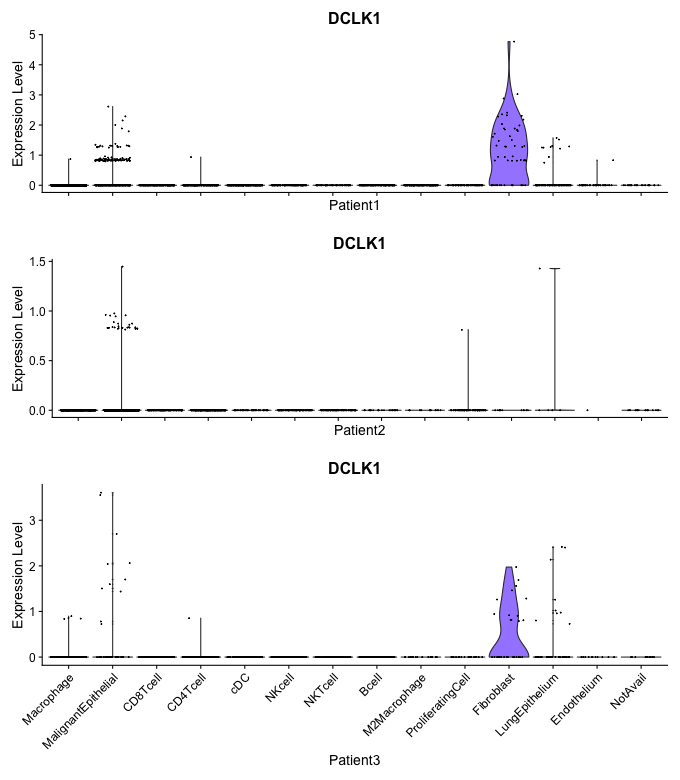 DCLK1
Expression Level
5
4
3
2
1
0
Patient1
DCLK1
Expression Level
1.5
1.0
0.5
0.0
Patient2
DCLK1
Expression Level
3
2
1
0
Macrophage
MalignantEpithelial
CD8Tcell
CD4Tcell
cDC
NKcell
NKTcell
Bcell
M2Macrophage
ProliferatingCell
Fibroblast
LungEpithelium
Endothelium
NotAvail
Patient3